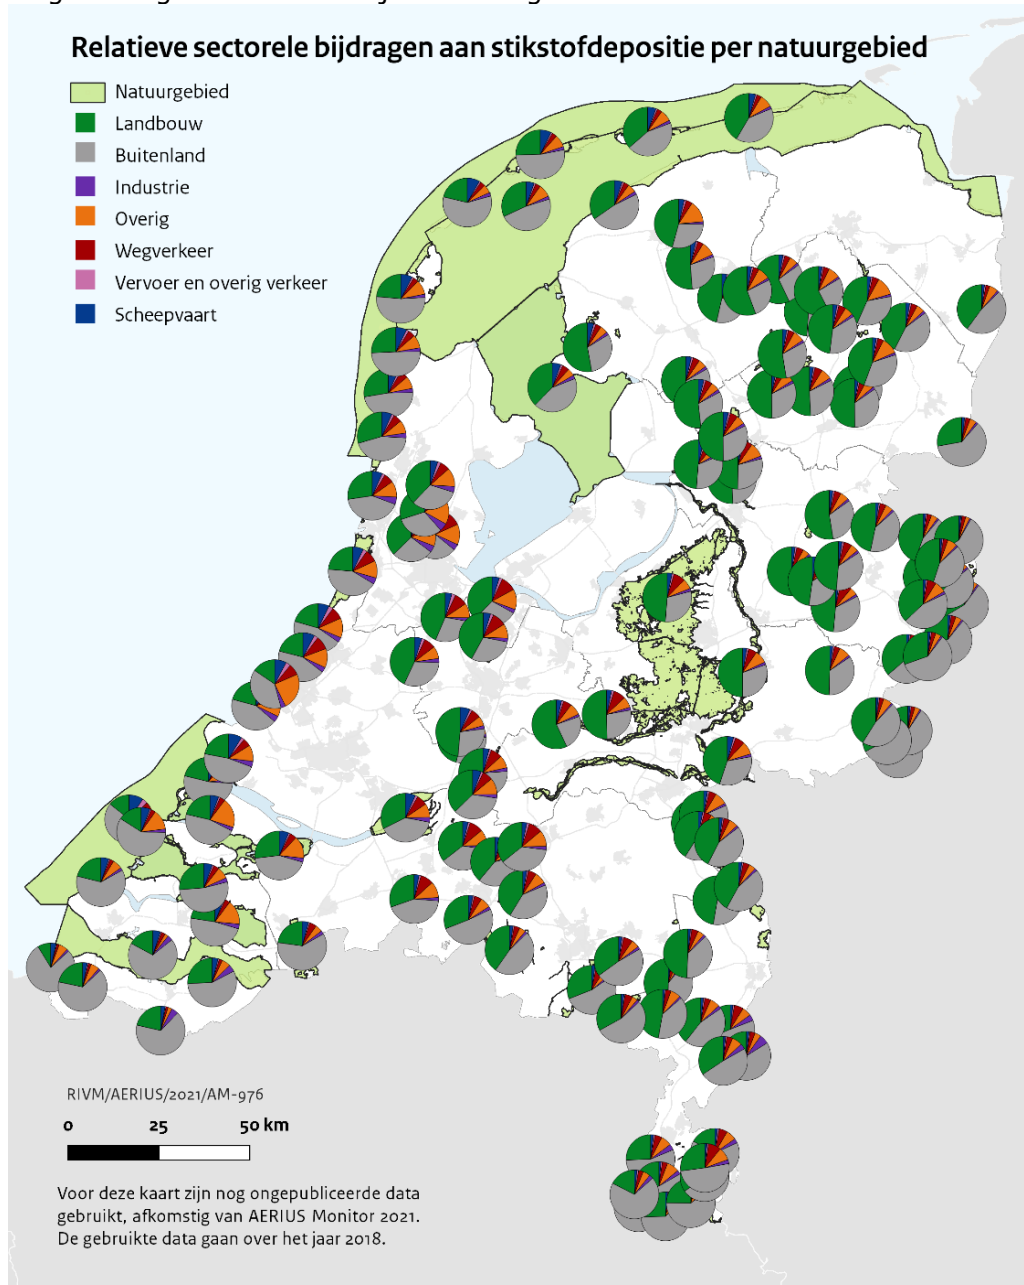 Relatieve sectorele bijdragen aan stikstofdepositie per natuurgebied
Natuurgebied
Landbouw
Buitenland
Industrie
Overig
Wegverkeer
Vervoer en overig verkeer
Scheepvaart
RIVM/AERIUS/2021/AM-976
0 25 50 km
Voor deze kaart zijn nog ongepubliceerde data
gebruikt, afkomstig van AERIUS Monitor 2021.
De gebruikte data gaan over het jaar 2018.